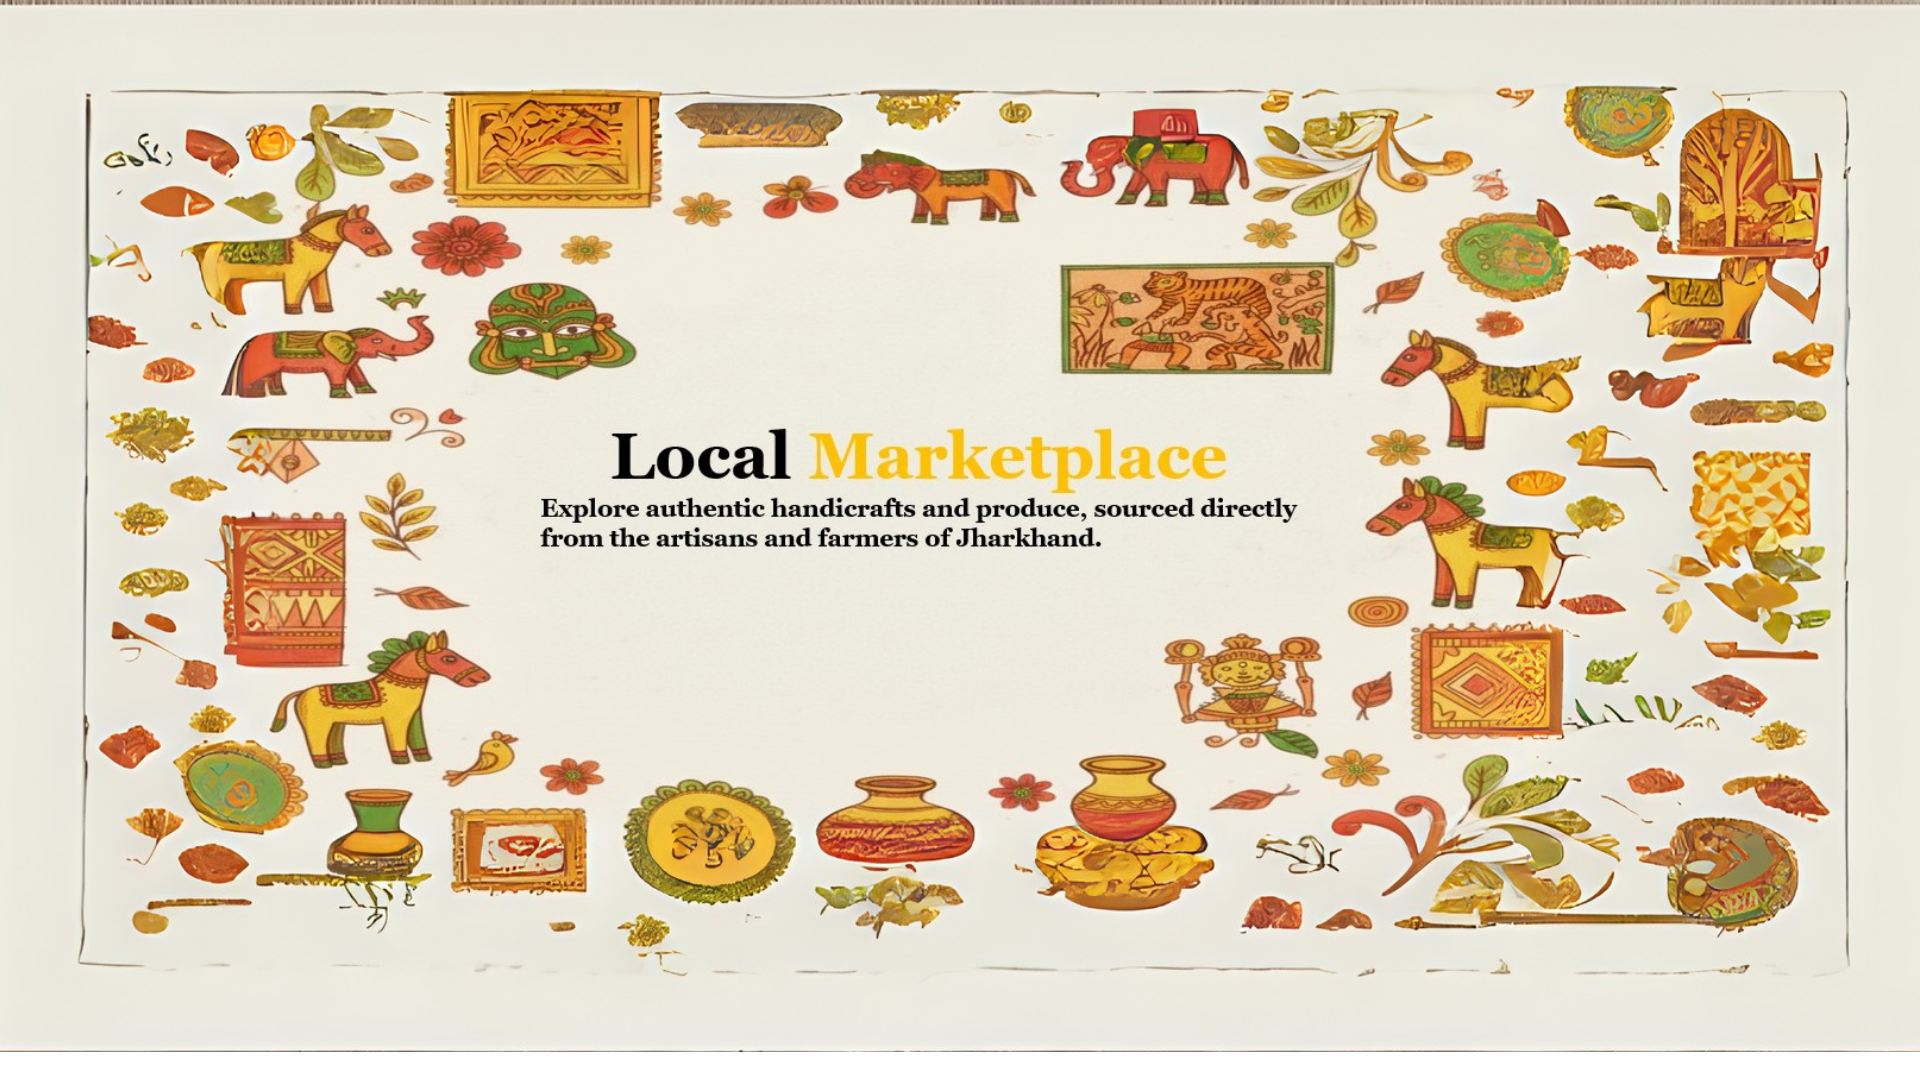 Local Marketplace
Explore authentic handicrafts and produce, sourced directly
from the artisans and farmers of Jharkhand.